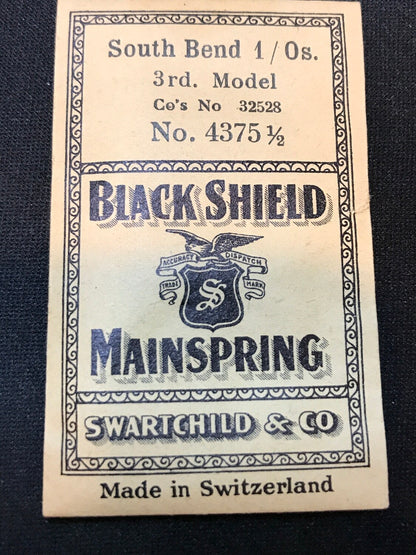 South Bend 1/0s.
3rd. Model
Co's No 32528
No. 4375 ½
BLACK SHIELD
ACCURACY DISPATCH
TRADE MARK
S
MAINSPRING
SWARTCHILD & CO
Made in Switzerland